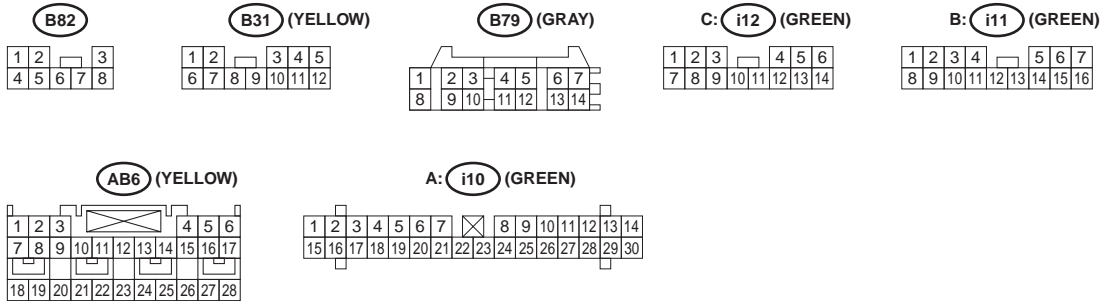 B82 B31 (YELLOW) B79 (GRAY) C: i12 (GREEN) B: i11 (GREEN)
1 2 3 1 2 3 4 5 1 2 3 4 5 6 7 1 2 3 4 5 6 1 2 3 4 5 6 7
4 5 6 7 8 6 7 8 9 10 11 12 8 9 10 11 12 13 14 7 8 9 10 11 12 13 14 8 9 10 11 12 13 14 15 16
AB6 (YELLOW) A: i10 (GREEN)
1 2 3 4 5 6 1 2 3 4 5 6 7 8 9 10 11 12 13 14
7 8 9 10 11 12 13 14 15 16 17 15 16 17 18 19 20 21 22 23 24 25 26 27 28 29 30
18 19 20 21 22 23 24 25 26 27 28